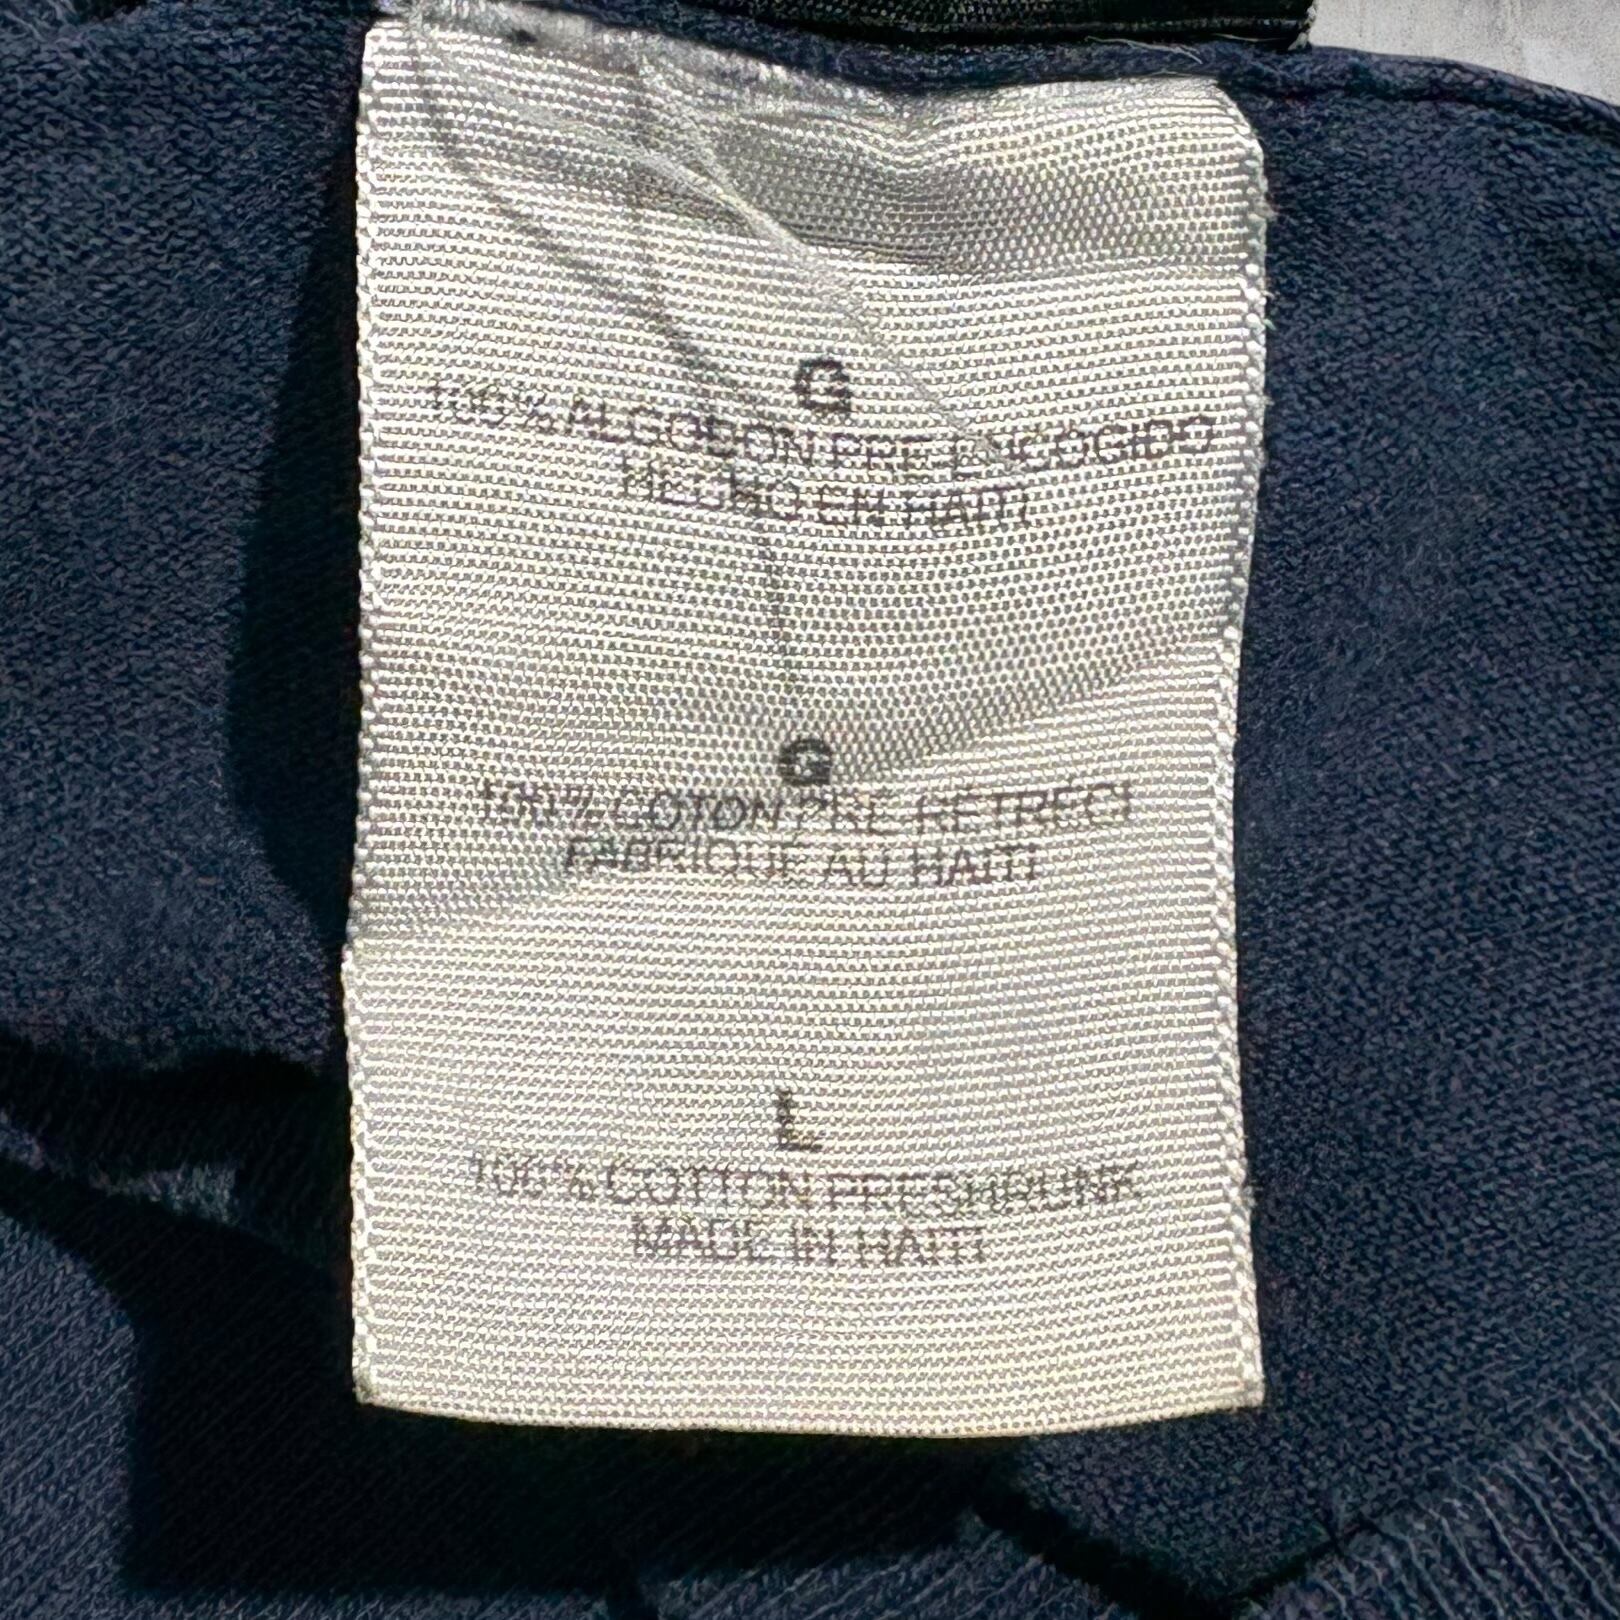 G
100% ALGODON PRE-ENCOGIDO
HECHO EN HAITI
G
100% COTON PRE-RETRECI
FABRIQUE AU HAITI
L
100% COTTON PRESHRUNK
MADE IN HAITI